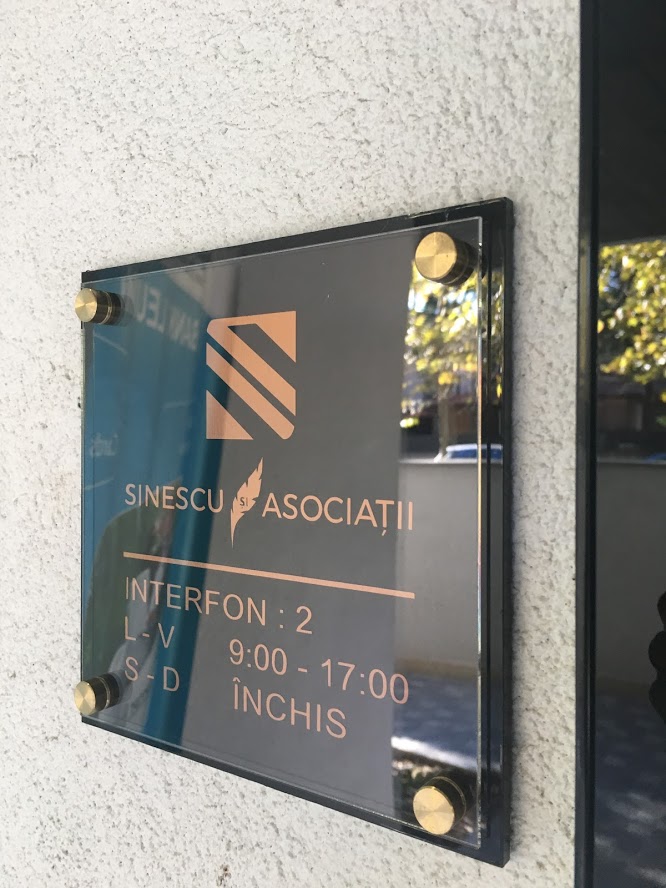 SINESCU și ASOCIAȚII
INTERFON : 2
L - V 9:00 - 17:00
S - D ÎNCHIS